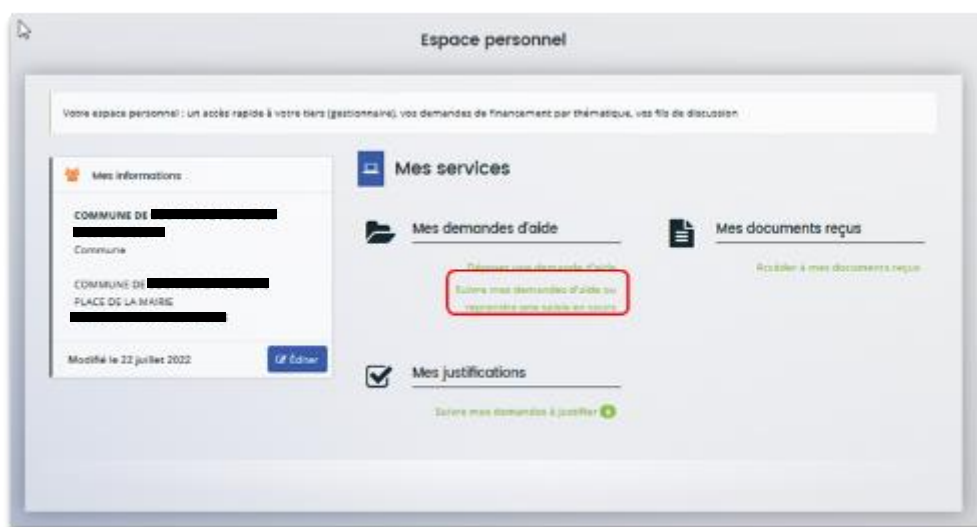 Espace personnel
Votre espace personnel : un accès rapide à votre tiers (gestionnaire), vos demandes de financement par thématique, vos fils de discussion
Mes informations
COMMUNE DE
Commune
COMMUNE DE
PLACE DE LA MAIRIE
Modifié le 22 juillet 2022
Éditer
Mes services
Mes demandes d'aide
Déposer une demande d'aide
Suivre mes demandes d'aide ou
reprendre une saisie en cours
Mes documents reçus
Accéder à mes documents reçus
Mes justifications
Suivre mes demandes à justifier